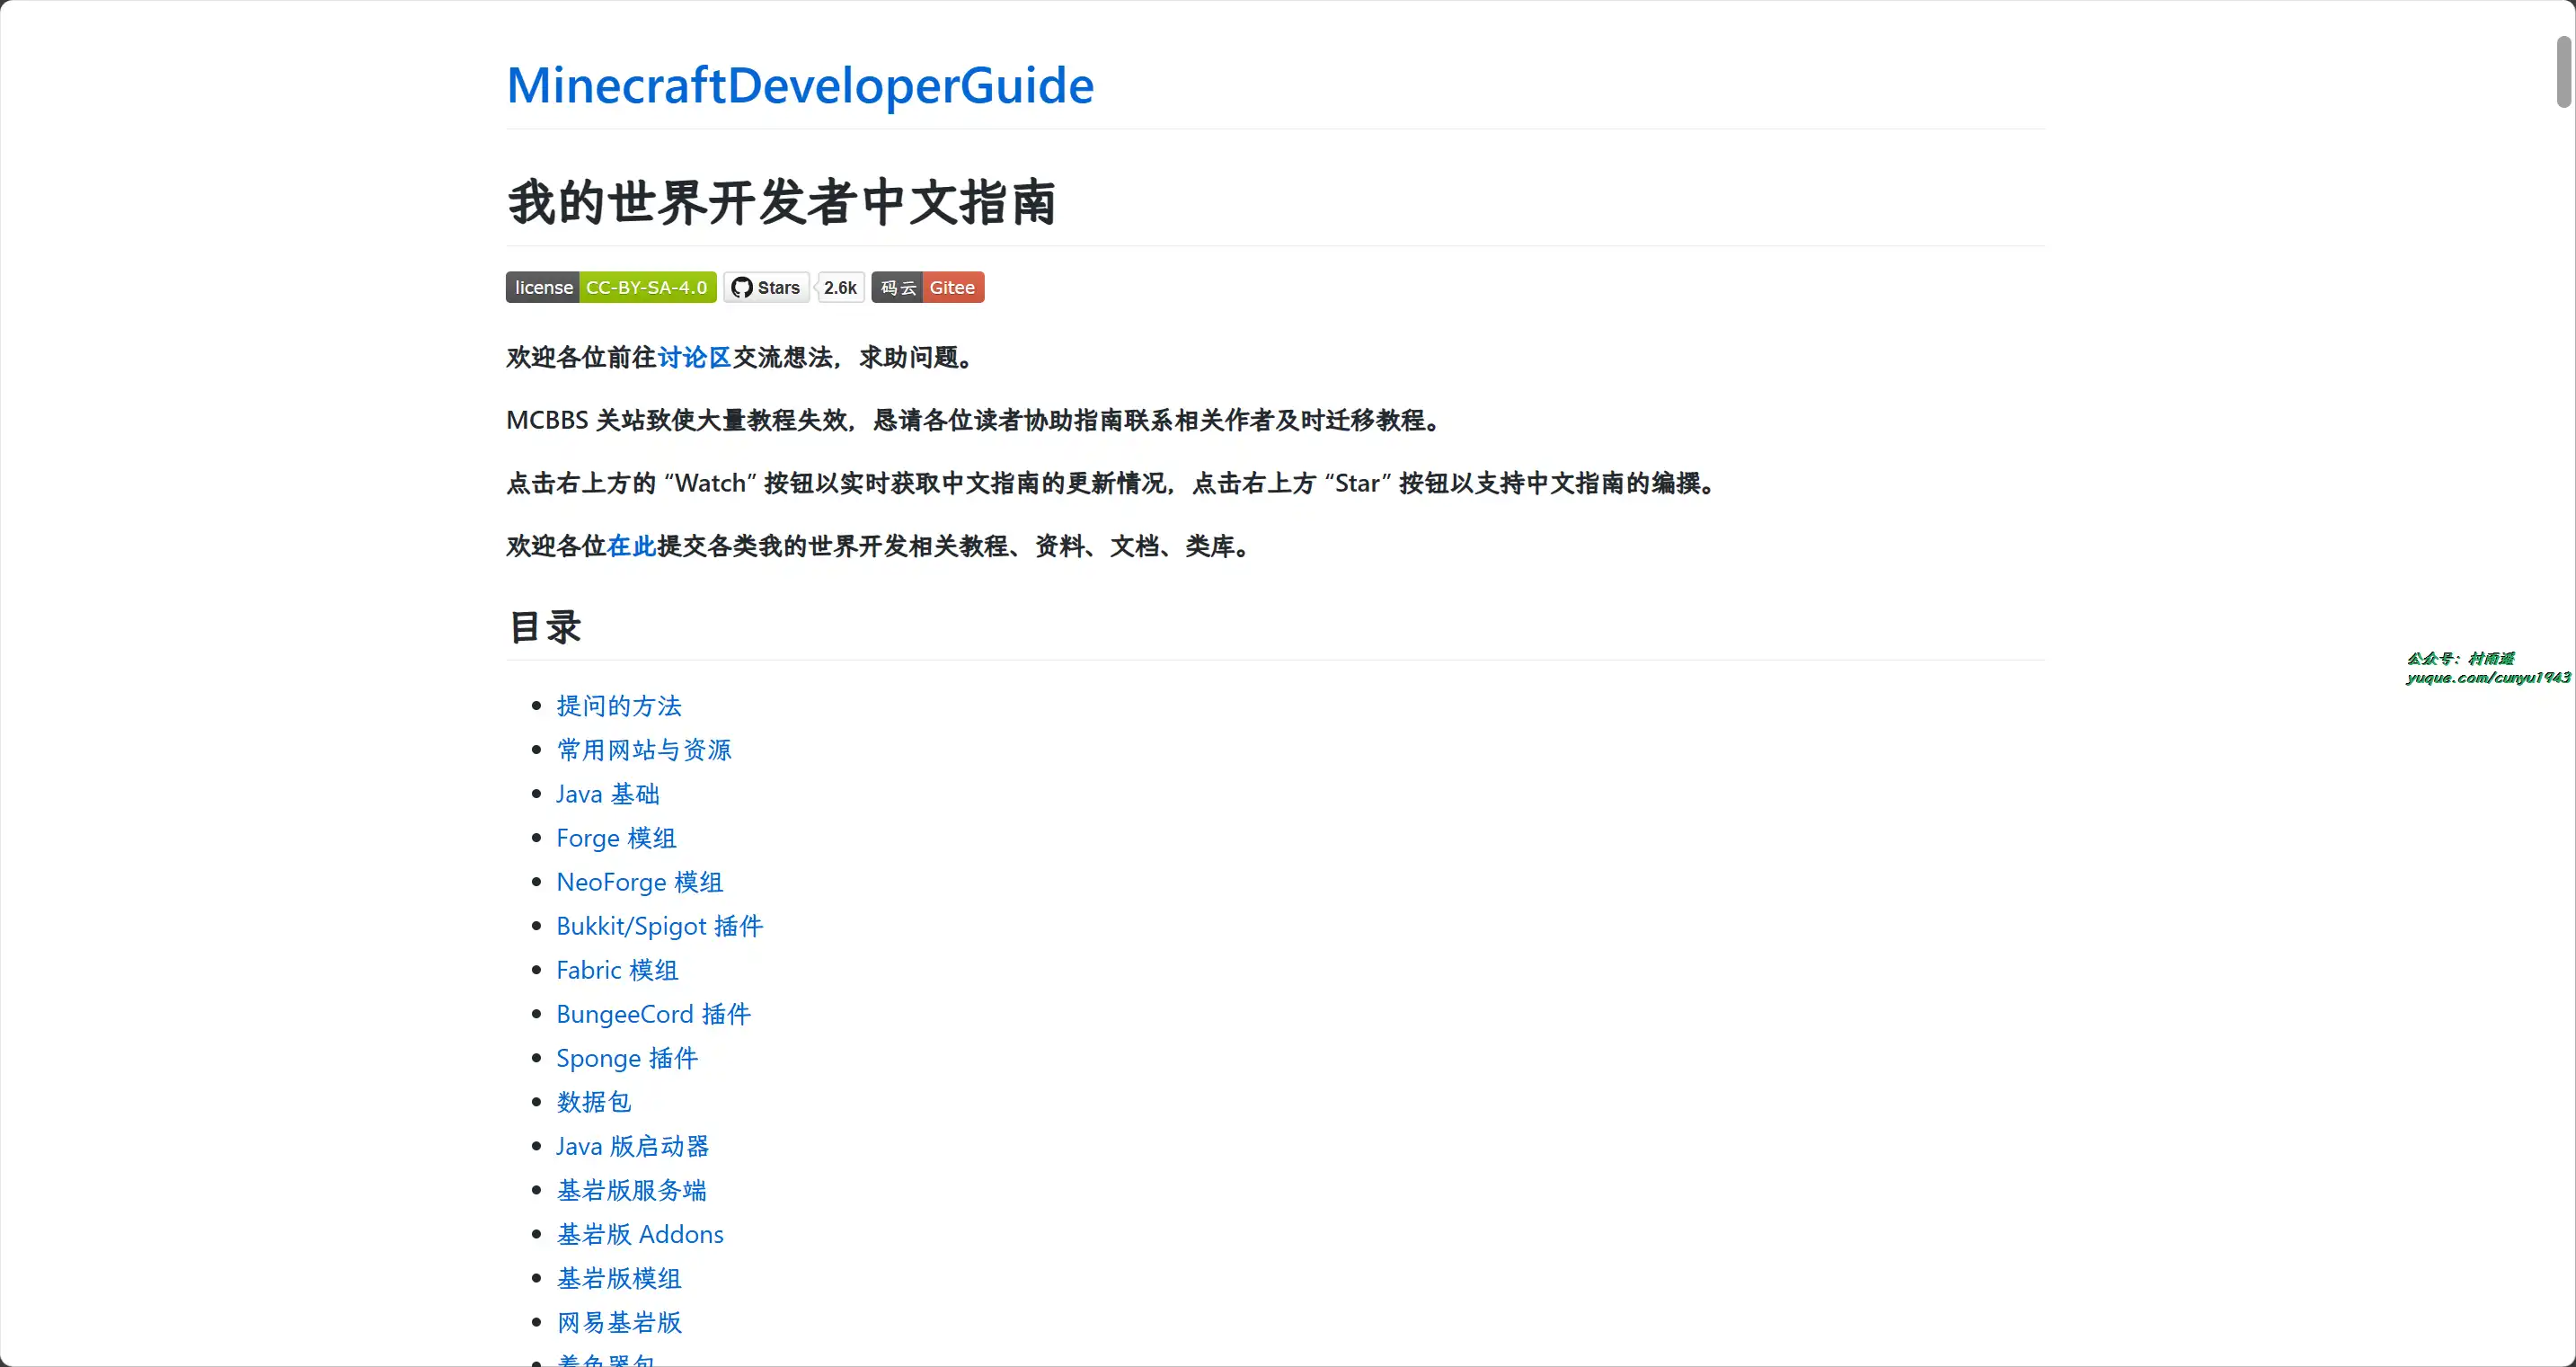 MinecraftDeveloperGuide
我的世界开发者中文指南
license CC-BY-SA-4.0 Stars 2.6k 码云 Gitee
欢迎各位前往讨论区交流想法，求助问题。
MCBBS 关站致使大量教程失效，恳请各位读者协助指南联系相关作者及时迁移教程。
点击右上方的 “Watch” 按钮以实时获取中文指南的更新情况，点击右上方 “Star” 按钮以支持中文指南的编撰。
欢迎各位在此提交各类我的世界开发相关教程、资料、文档、类库。
目录
公众号：村雨遥
yuque.com/cunyu1943
提问的方法
常用网站与资源
Java 基础
Forge 模组
NeoForge 模组
Bukkit/Spigot 插件
Fabric 模组
BungeeCord 插件
Sponge 插件
数据包
Java 版启动器
基岩版服务端
基岩版 Addons
基岩版模组
网易基岩版
着色器包